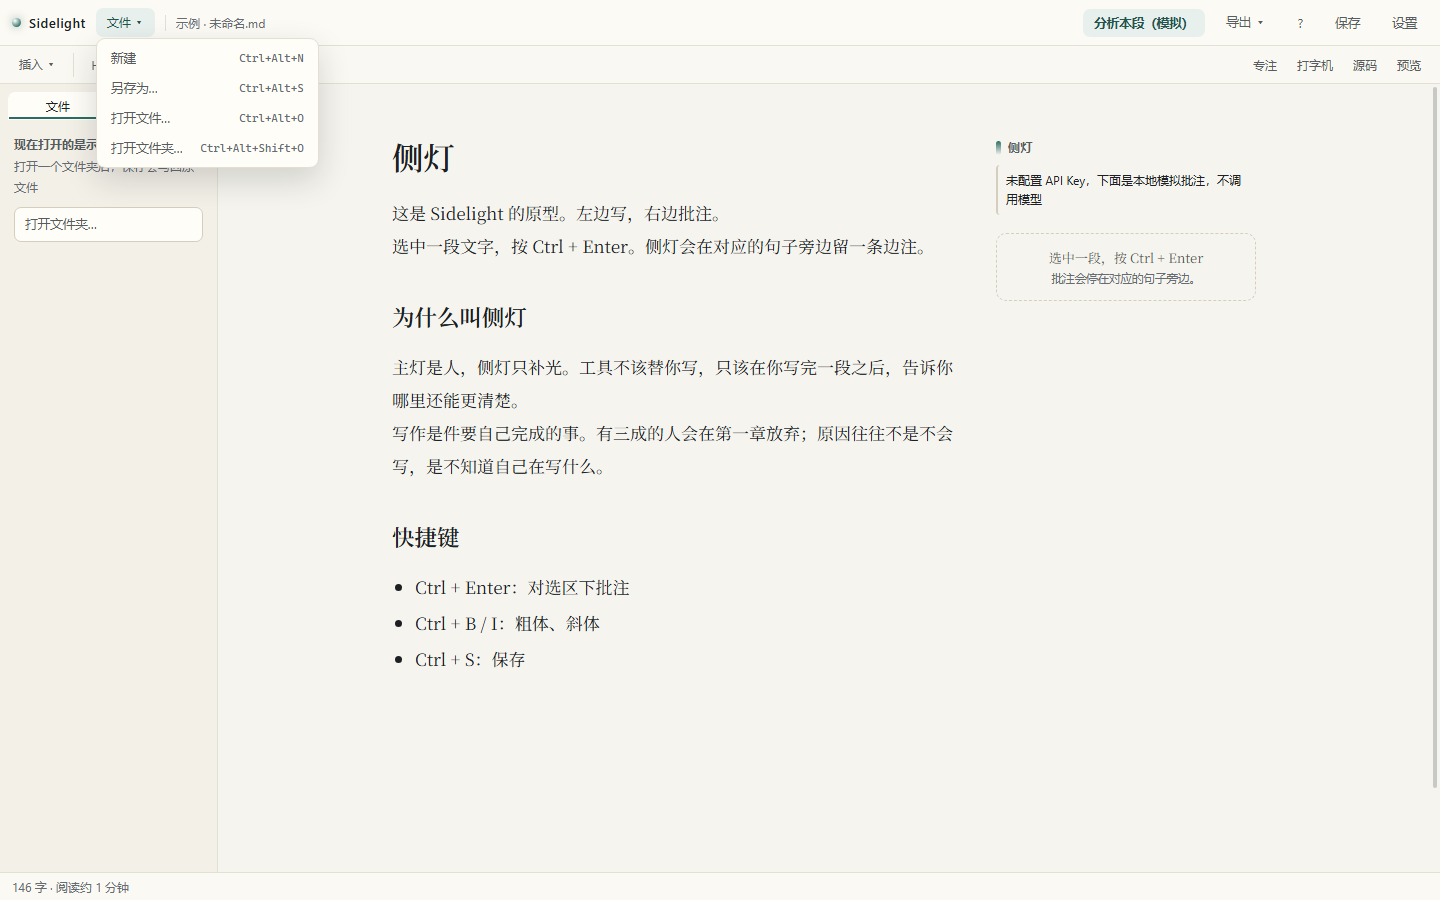 Sidelight
文件 ▾
示例 · 未命名.md
分析本段（模拟）
导出 ▾
?
保存
设置
插入 ▾
专注
打字机
源码
预览
新建 Ctrl+Alt+N
另存为... Ctrl+Alt+S
打开文件... Ctrl+Alt+O
打开文件夹... Ctrl+Alt+Shift+O
文件
现在打开的是示
打开一个文件夹后，保存会写回原
文件
打开文件夹...
侧灯
这是 Sidelight 的原型。左边写，右边批注。
选中一段文字，按 Ctrl + Enter。侧灯会在对应的句子旁边留一条边注。
为什么叫侧灯
主灯是人，侧灯只补光。工具不该替你写，只该在你写完一段之后，告诉你
哪里还能更清楚。
写作是件要自己完成的事。有三成的人会在第一章放弃；原因往往不是不会
写，是不知道自己在写什么。
快捷键
Ctrl + Enter：对选区下批注
Ctrl + B / I：粗体、斜体
Ctrl + S：保存
侧灯
未配置 API Key，下面是本地模拟批注，不调
用模型
选中一段，按 Ctrl + Enter
批注会停在对应的句子旁边。
146 字 · 阅读约 1 分钟